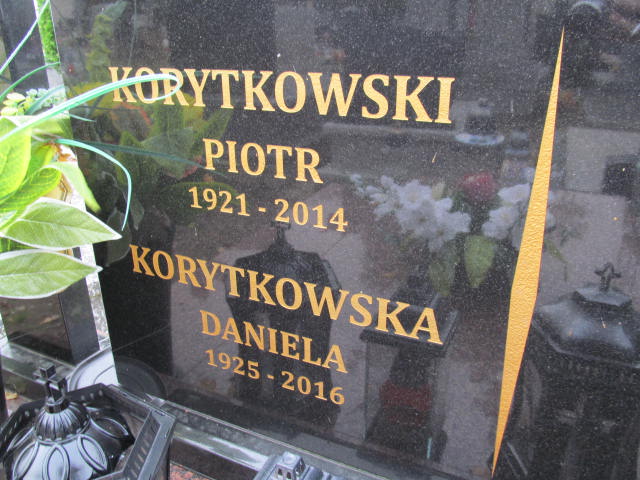 KORYTKOWSKI
PIOTR
1921 - 2014
KORYTKOWSKA
DANIELA
1925 - 2016